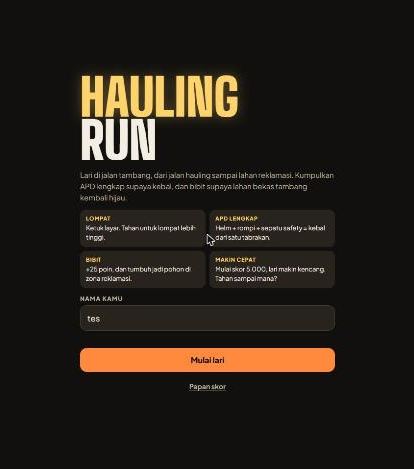 HAULING
RUN
Lari di jalan tambang, dari jalan hauling sampai lahan reklamasi. Kumpulkan
APD lengkap supaya kebal, dan bibit supaya lahan bekas tambang
kembali hijau.
LOMPAT
Ketuk layar. Tahan untuk lompat lebih
tinggi.
APD LENGKAP
Helm + rompi + sepatu safety = kebal
dari satu tabrakan.
BIBIT
+25 poin, dan tumbuh jadi pohon di
zona reklamasi.
MAKIN CEPAT
Mulai skor 5.000, lari makin kencang.
Tahan sampai mana?
NAMA KAMU
tes
Mulai lari
Papan skor